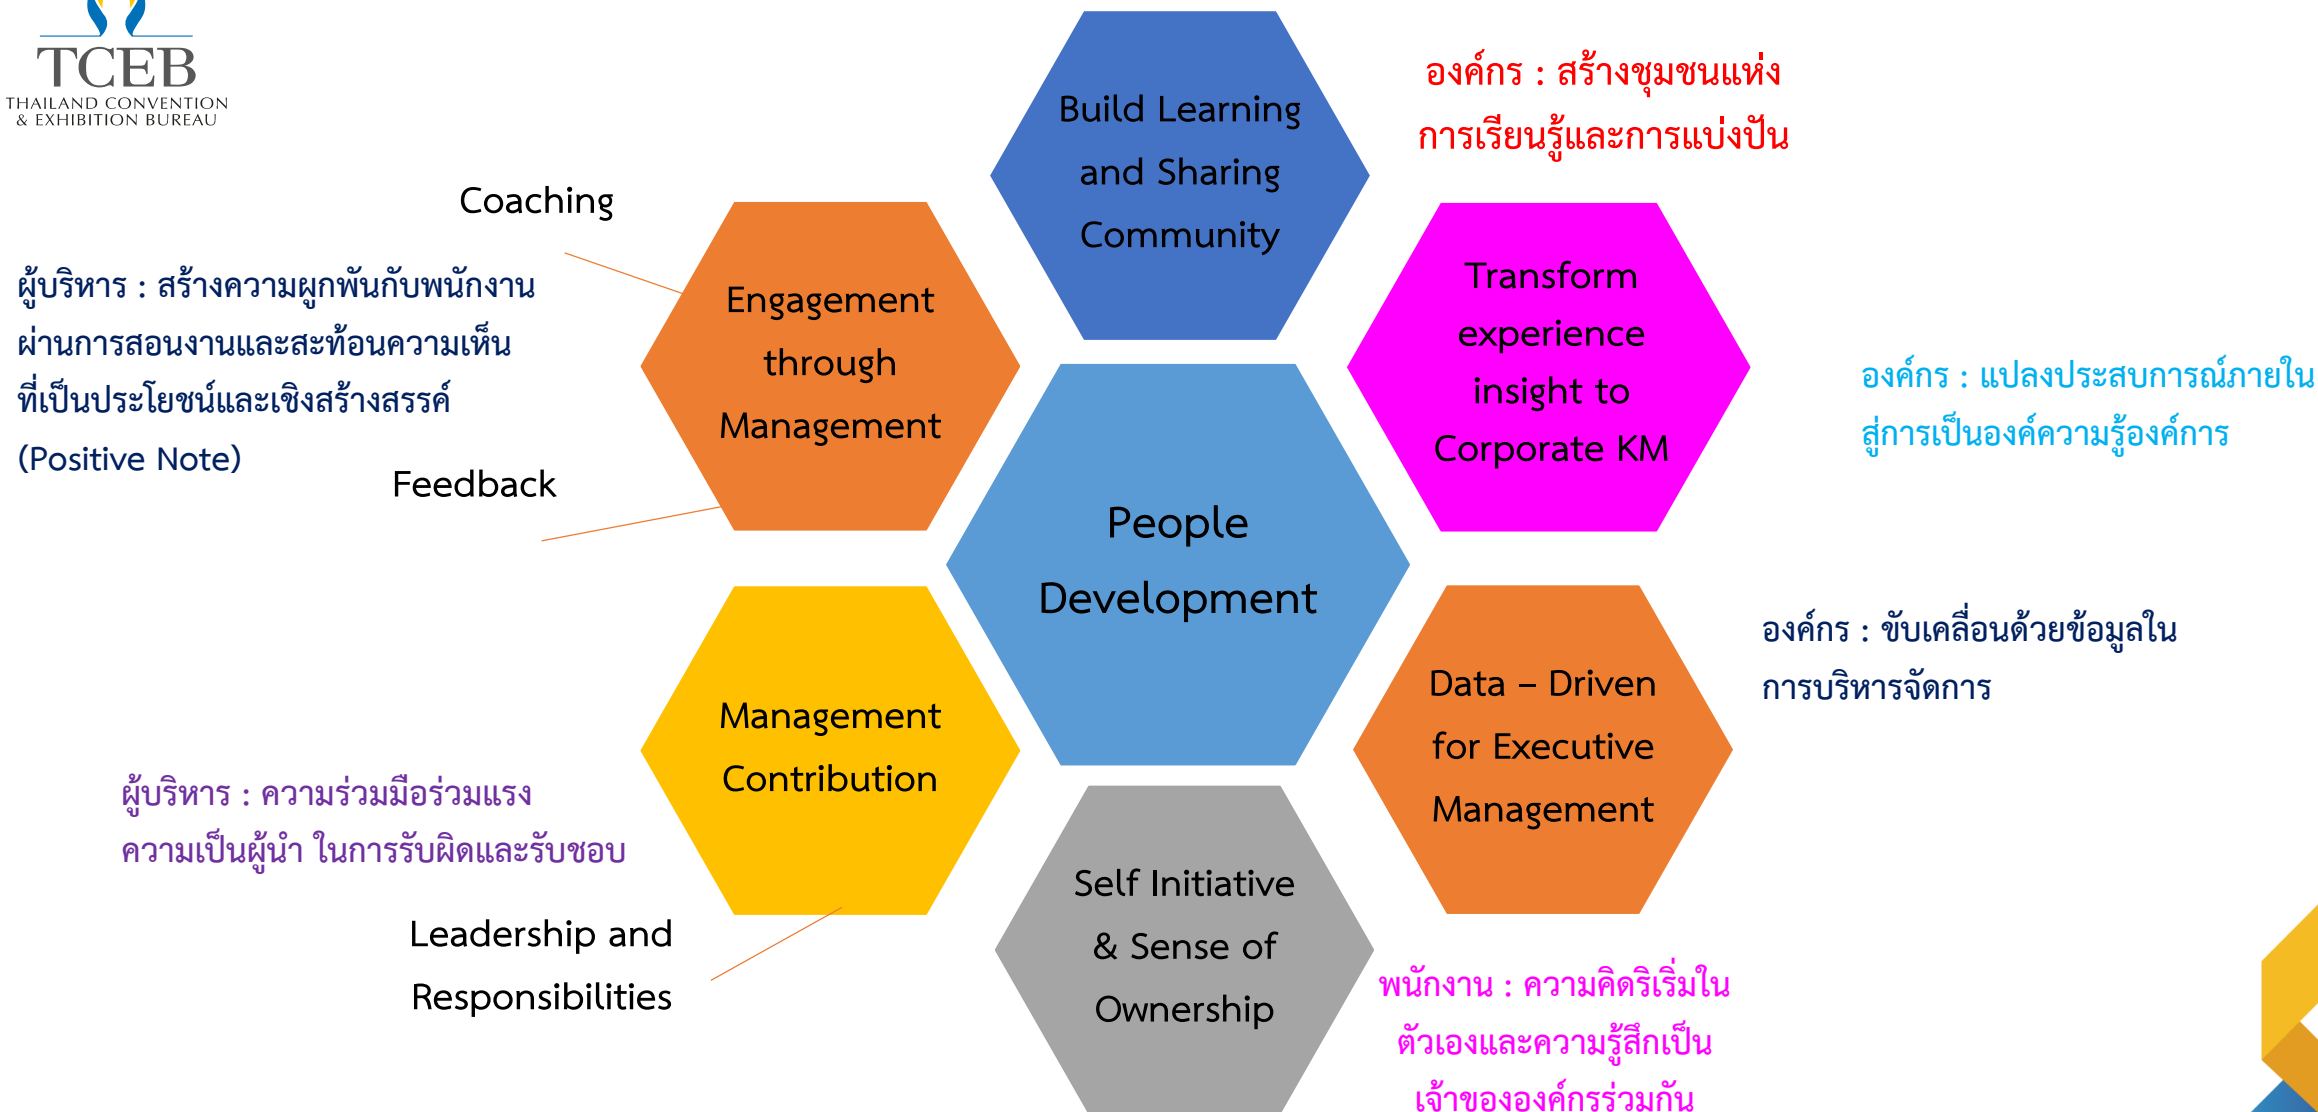 TCEB
THAILAND CONVENTION
& EXHIBITION BUREAU
Build Learning
and Sharing
Community
องค์กร : สร้างชุมชนแห่ง
การเรียนรู้และการแบ่งปัน
Coaching
ผู้บริหาร : สร้างความผูกพันกับพนักงาน
ผ่านการสอนงานและสะท้อนความเห็น
ที่เป็นประโยชน์และเชิงสร้างสรรค์
(Positive Note)
Feedback
Engagement
through
Management
Transform
experience
insight to
Corporate KM
องค์กร : แปลงประสบการณ์ภายใน
สู่การเป็นองค์ความรู้องค์การ
People
Development
Management
Contribution
ผู้บริหาร : ความร่วมมือร่วมแรง
ความเป็นผู้นำ ในการรับผิดและรับชอบ
Leadership and
Responsibilities
Data – Driven
for Executive
Management
องค์กร : ขับเคลื่อนด้วยข้อมูลใน
การบริหารจัดการ
Self Initiative
& Sense of
Ownership
พนักงาน : ความคิดริเริ่มใน
ตัวเองและความรู้สึกเป็น
เจ้าขององค์กรร่วมกัน